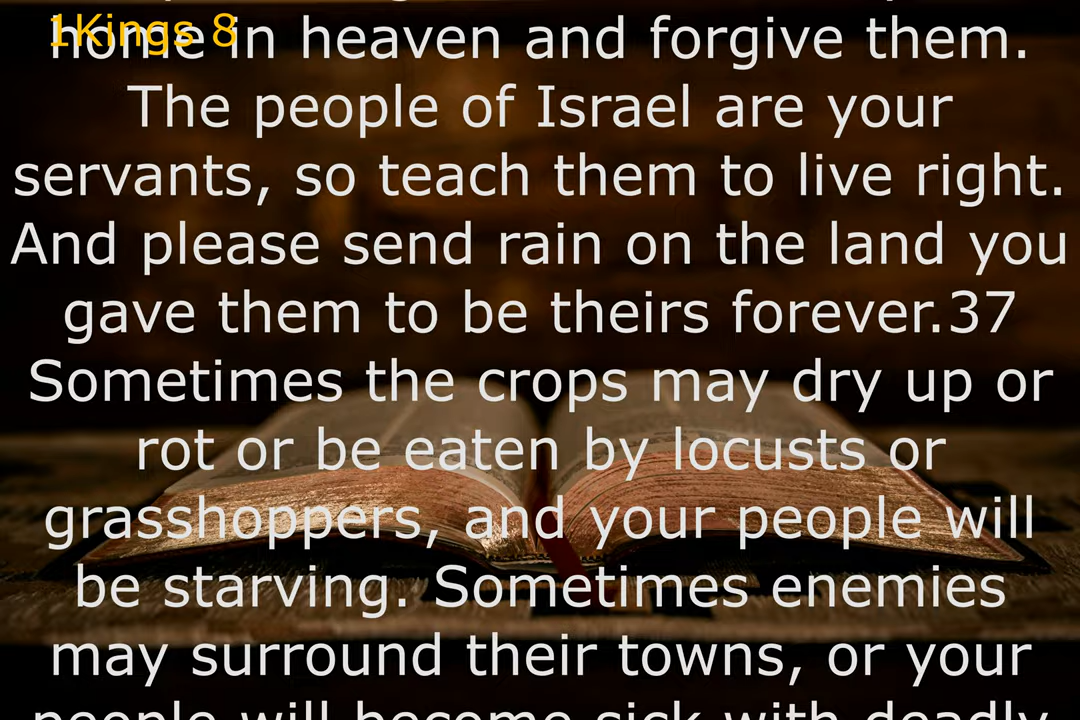 1Kings 8
home in heaven and forgive them.
The people of Israel are your
servants, so teach them to live right.
And please send rain on the land you
gave them to be theirs forever.37
Sometimes the crops may dry up or
rot or be eaten by locusts or
grasshoppers, and your people will
be starving. Sometimes enemies
may surround their towns, or your
people will become sick with deadly